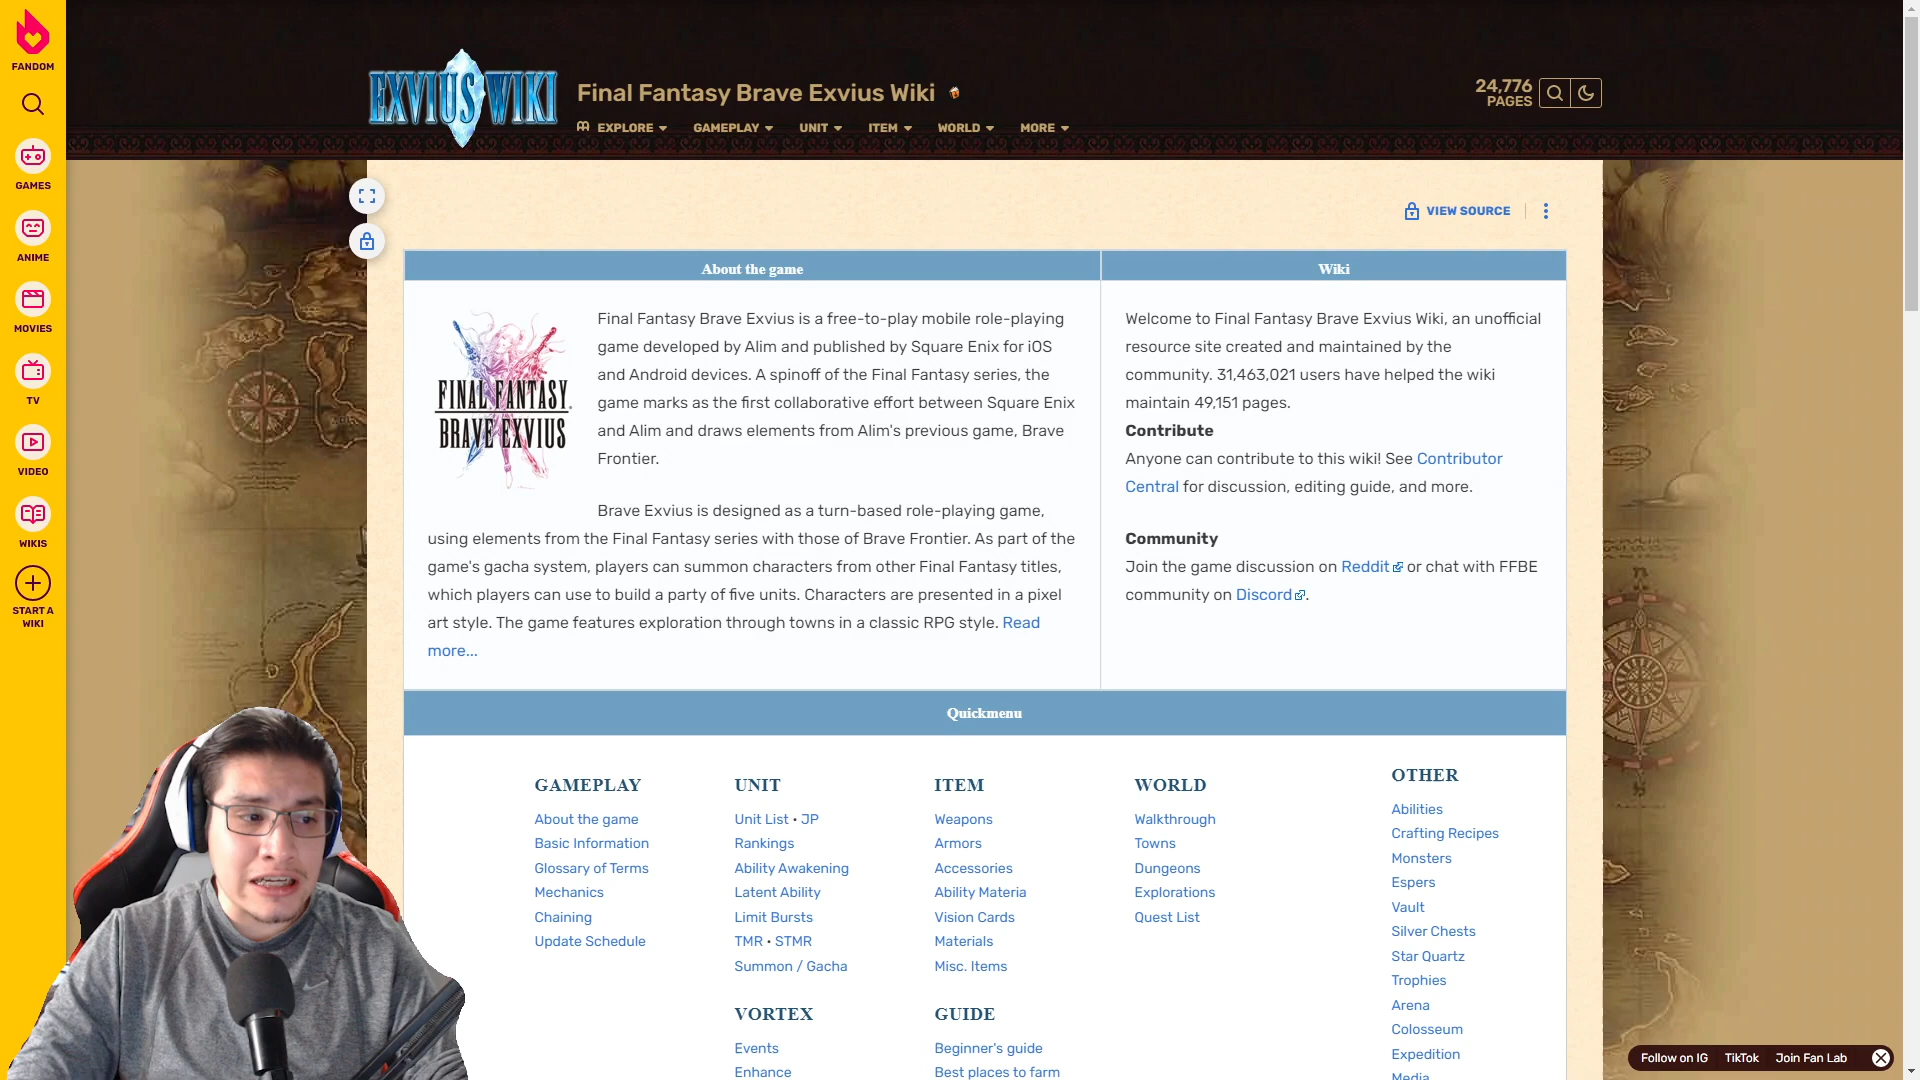 FANDOM
GAMES
ANIME
MOVIES
TV
VIDEO
WIKIS
START A
WIKI
EXVIUS WIKI
Final Fantasy Brave Exvius Wiki
EXPLORE
GAMEPLAY
UNIT
ITEM
WORLD
MORE
24,776
PAGES
VIEW SOURCE
About the game
FINAL FANTASY
BRAVE EXVIUS
Final Fantasy Brave Exvius is a free-to-play mobile role-playing
game developed by Alim and published by Square Enix for iOS
and Android devices. A spinoff of the Final Fantasy series, the
game marks as the first collaborative effort between Square Enix
and Alim and draws elements from Alim's previous game, Brave
Frontier.
Brave Exvius is designed as a turn-based role-playing game,
using elements from the Final Fantasy series with those of Brave Frontier. As part of the
game's gacha system, players can summon characters from other Final Fantasy titles,
which players can use to build a party of five units. Characters are presented in a pixel
art style. The game features exploration through towns in a classic RPG style. Read
more...
Wiki
Welcome to Final Fantasy Brave Exvius Wiki, an unofficial
resource site created and maintained by the
community. 31,463,021 users have helped the wiki
maintain 49,151 pages.
Contribute
Anyone can contribute to this wiki! See Contributor
Central for discussion, editing guide, and more.
Community
Join the game discussion on Reddit or chat with FFBE
community on Discord.
Quickmenu
GAMEPLAY
About the game
Basic Information
Glossary of Terms
Mechanics
Chaining
Update Schedule
UNIT
Unit List • JP
Rankings
Ability Awakening
Latent Ability
Limit Bursts
TMR • STMR
Summon / Gacha
VORTEX
Events
Enhance
ITEM
Weapons
Armors
Accessories
Ability Materia
Vision Cards
Materials
Misc. Items
GUIDE
Beginner's guide
Best places to farm
WORLD
Walkthrough
Towns
Dungeons
Explorations
Quest List
OTHER
Abilities
Crafting Recipes
Monsters
Espers
Vault
Silver Chests
Star Quartz
Trophies
Arena
Colosseum
Expedition
Media
Follow on IG
TikTok
Join Fan Lab